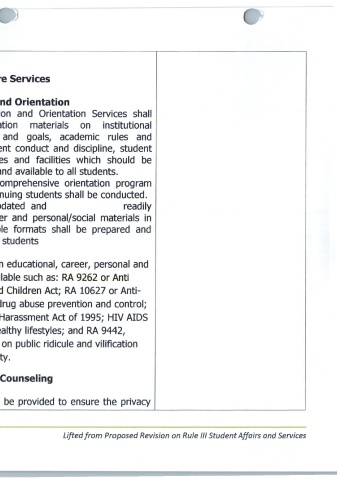 re Services
nd Orientation
on and Orientation Services shall
ation materials on institutional
and goals, academic rules and
ent conduct and discipline, student
es and facilities which should be
and available to all students.
omprehensive orientation program
nuing students shall be conducted.
pdated and readily
er and personal/social materials in
le formats shall be prepared and
students
n educational, career, personal and
lable such as: RA 9262 or Anti
d Children Act; RA 10627 or Anti-
drug abuse prevention and control;
Harassment Act of 1995; HIV AIDS
ealthy lifestyles; and RA 9442,
on public ridicule and vilification
ty.
Counseling
be provided to ensure the privacy
Lifted from Proposed Revision on Rule III Student Affairs and Services